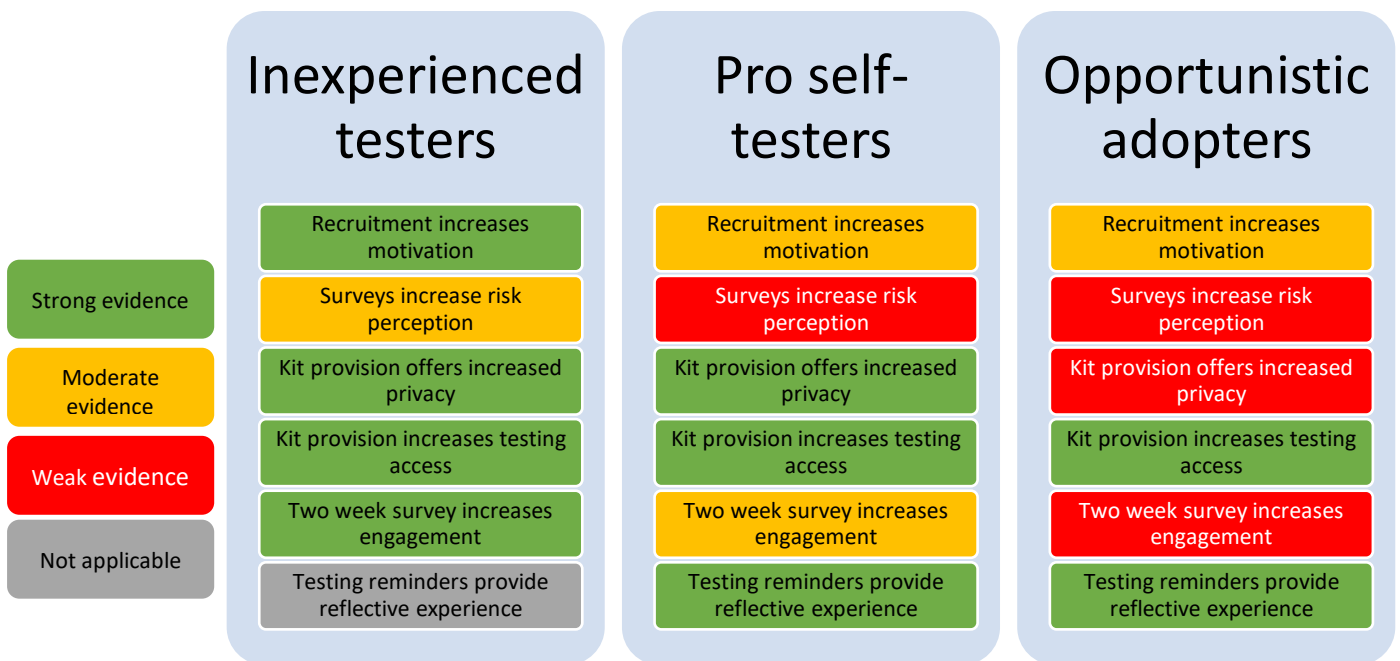 Strong evidence
Moderate
evidence
Weak evidence
Not applicable
Inexperienced
testers
Recruitment increases
motivation
Surveys increase risk
perception
Kit provision offers increased
privacy
Kit provision increases testing
access
Two week survey increases
engagement
Testing reminders provide
reflective experience
Pro self-
testers
Recruitment increases
motivation
Surveys increase risk
perception
Kit provision offers increased
privacy
Kit provision increases testing
access
Two week survey increases
engagement
Testing reminders provide
reflective experience
Opportunistic
adopters
Recruitment increases
motivation
Surveys increase risk
perception
Kit provision offers increased
privacy
Kit provision increases testing
access
Two week survey increases
engagement
Testing reminders provide
reflective experience